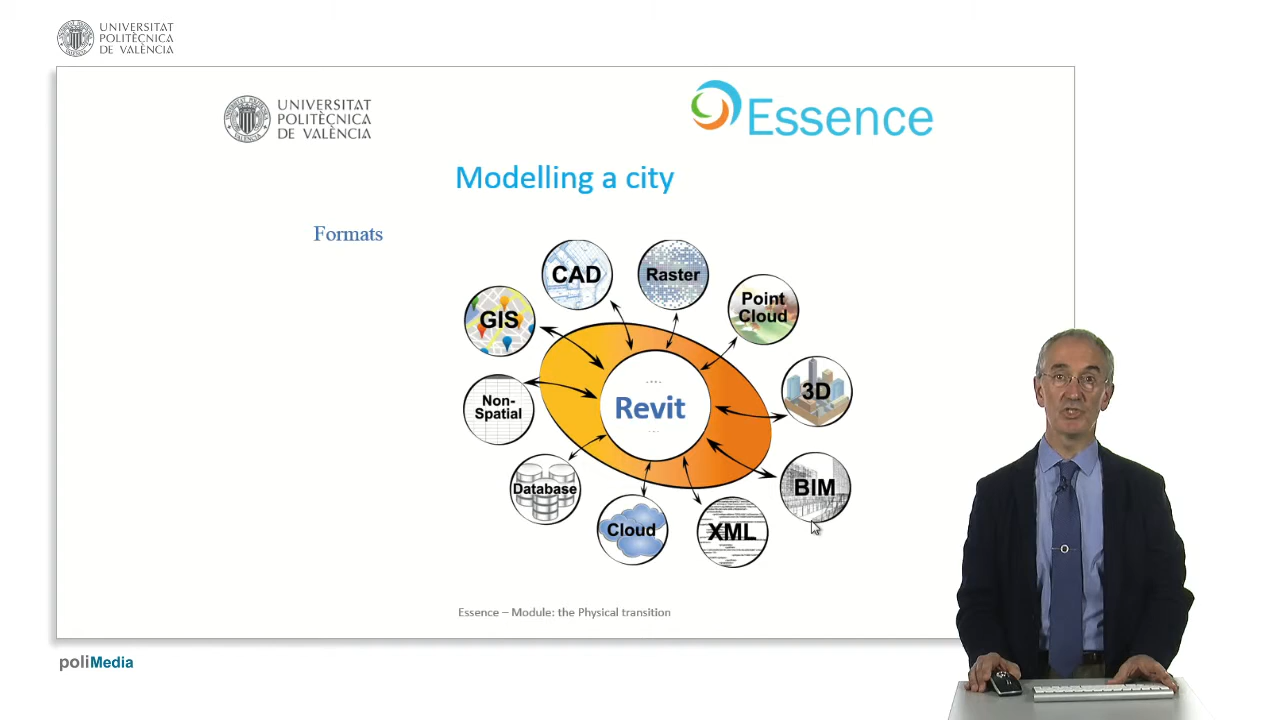 UNIVERSITAT
POLITÈCNICA
DE VALÈNCIA
UNIVERSITAT
POLITÈCNICA
DE VALÈNCIA
Essence
Modelling a city
Formats
CAD
Raster
Point
Cloud
GIS
3D
Non-
Spatial
Revit
BIM
Database
Cloud
XML
Essence – Module: the Physical transition
poliMedia